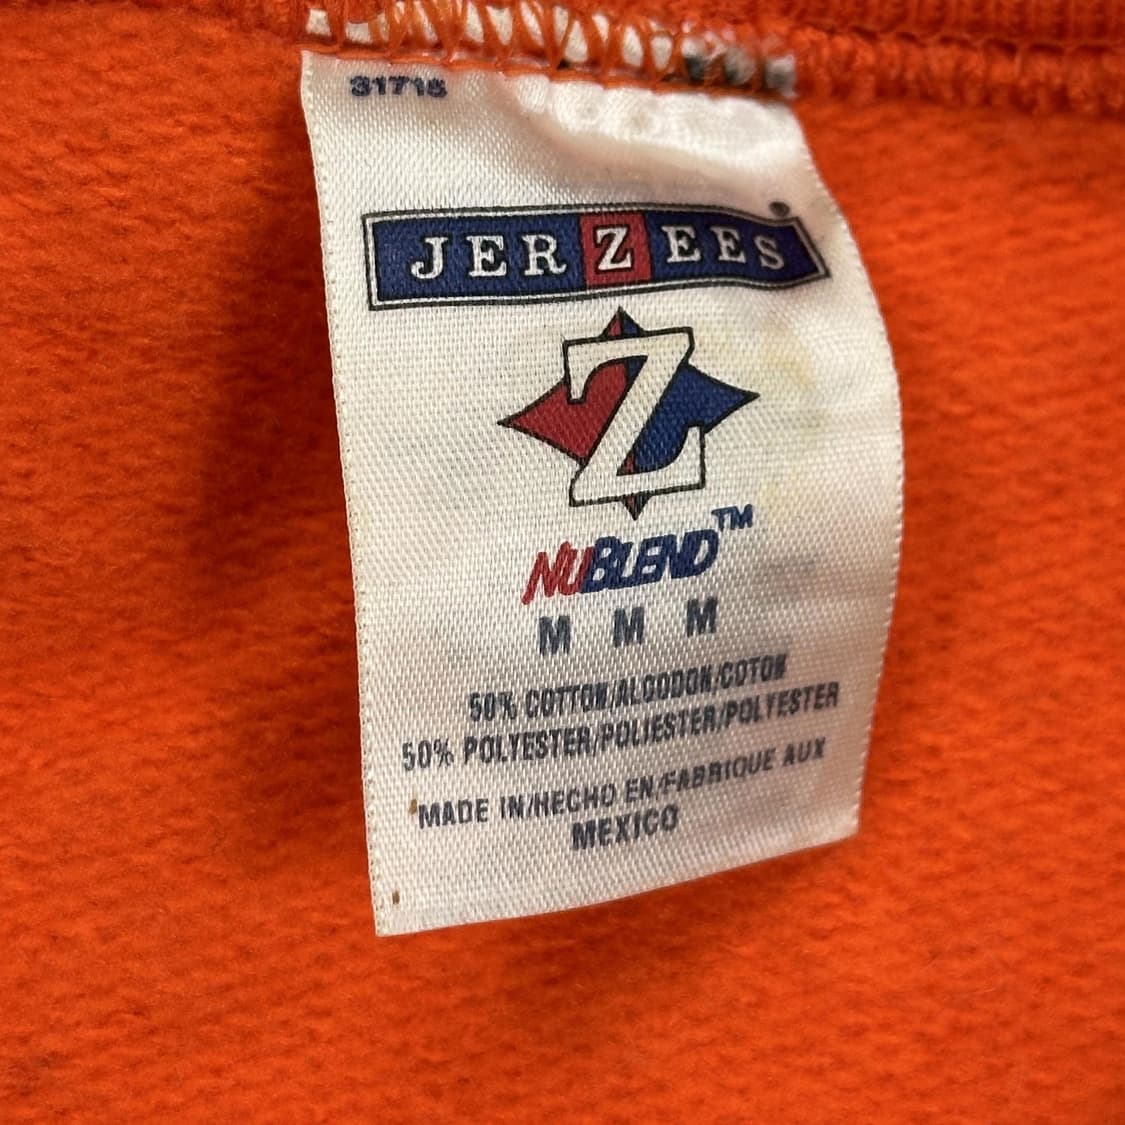 31715
JERZEES
Z
NUBLEND™
M M M
50% COTTON/ALGODON/COTON
50% POLYESTER/POLIESTER/POLYESTER
MADE IN/HECHO EN/FABRIQUE AUX
MEXICO